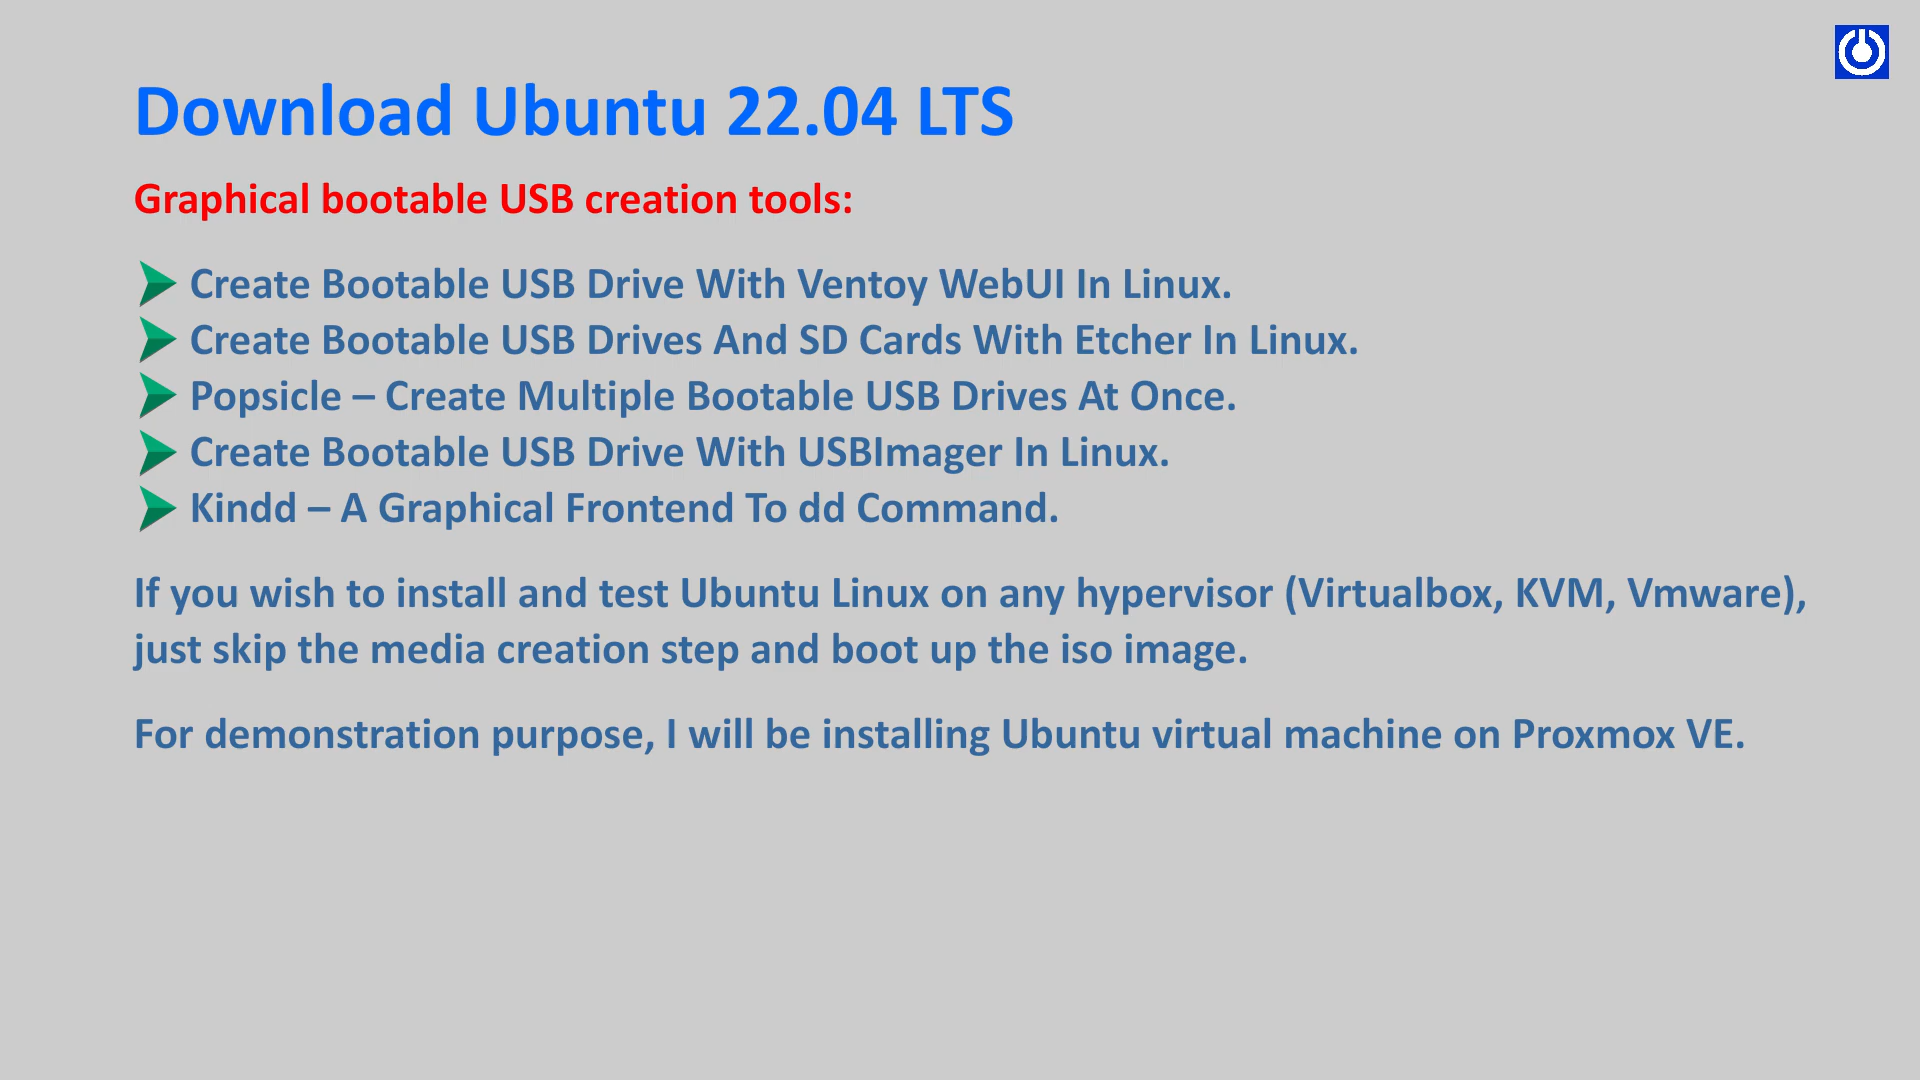 Download Ubuntu 22.04 LTS
Graphical bootable USB creation tools:
Create Bootable USB Drive With Ventoy WebUI In Linux.
Create Bootable USB Drives And SD Cards With Etcher In Linux.
Popsicle – Create Multiple Bootable USB Drives At Once.
Create Bootable USB Drive With USBImager In Linux.
Kindd – A Graphical Frontend To dd Command.
If you wish to install and test Ubuntu Linux on any hypervisor (Virtualbox, KVM, Vmware),
just skip the media creation step and boot up the iso image.
For demonstration purpose, I will be installing Ubuntu virtual machine on Proxmox VE.